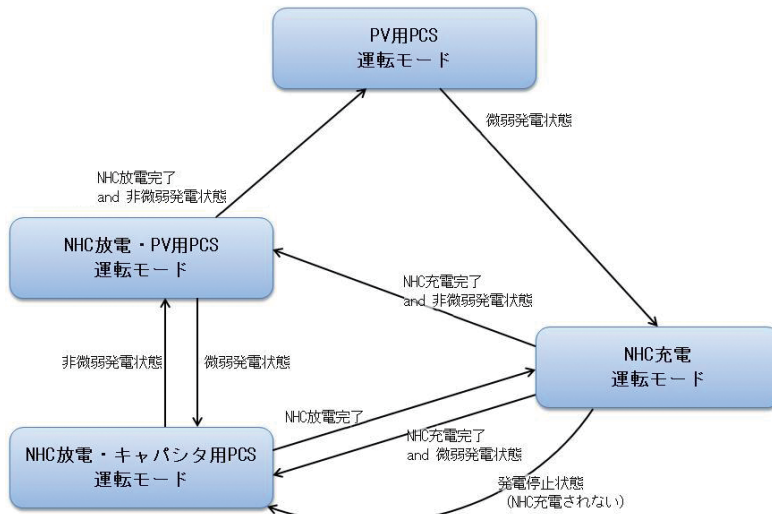 PV用PCS
運転モード
微弱発電状態
NHC放電完了
and 非微弱発電状態
NHC放電・PV用PCS
運転モード
NHC充電完了
and 非微弱発電状態
NHC充電
運転モード
非微弱発電状態
微弱発電状態
NHC放電完了
NHC充電完了
and 微弱発電状態
NHC放電・キャパシタ用PCS
運転モード
発電停止状態
(NHC充電されない)